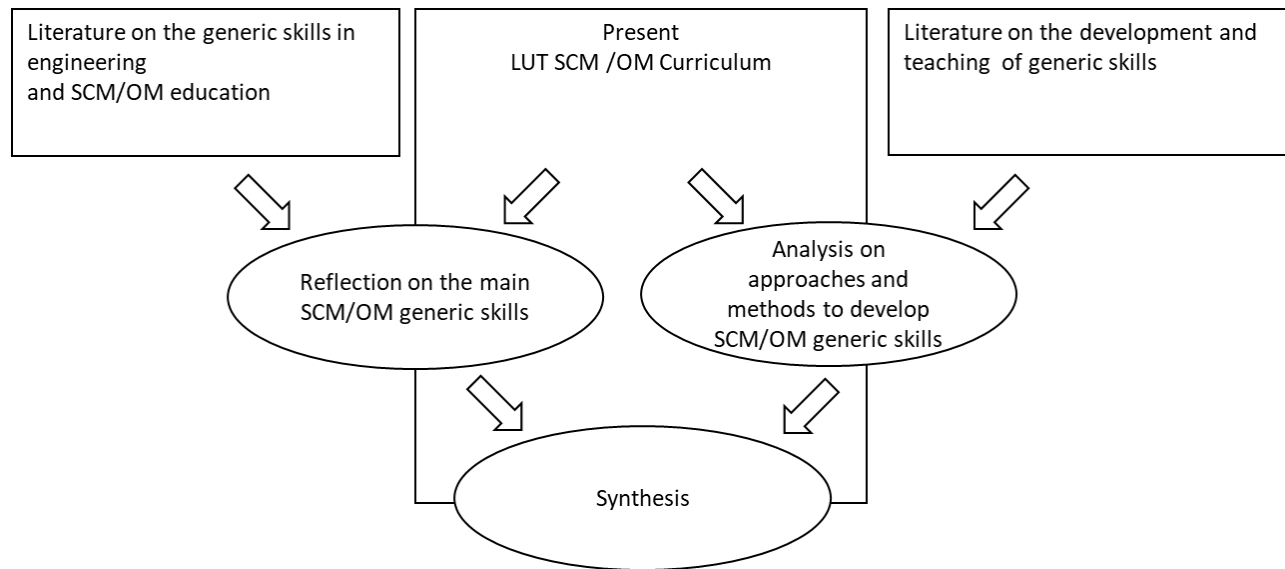 Literature on the generic skills in
engineering
and SCM/OM education
Present
LUT SCM /OM Curriculum
Literature on the development and
teaching  of generic skills
Reflection on the main
SCM/OM generic skills
Analysis on
approaches and
methods to develop
SCM/OM generic skills
Synthesis